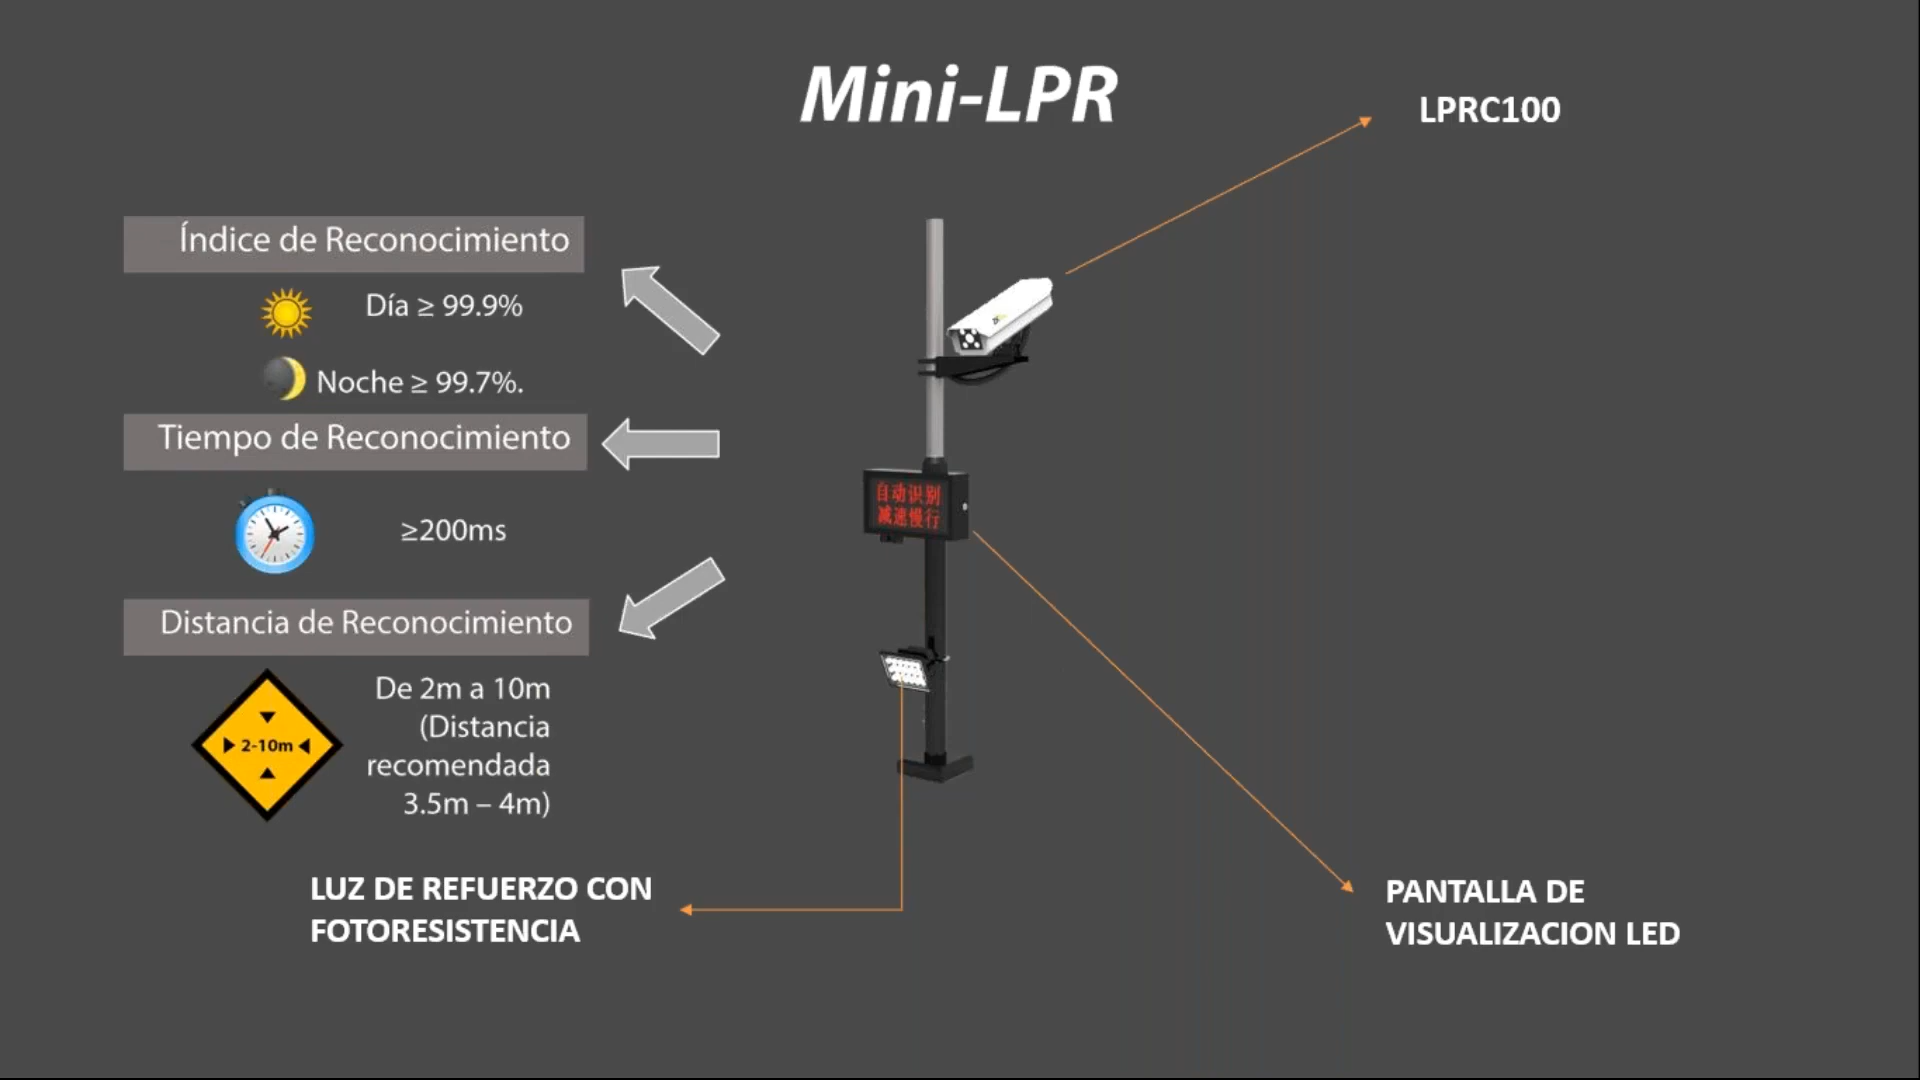 Mini-LPR
LPRC100
Índice de Reconocimiento
Día ≥ 99.9%
Noche ≥ 99.7%.
Tiempo de Reconocimiento
≥200ms
Distancia de Reconocimiento
De 2m a 10m
(Distancia
recomendada
3.5m – 4m)
2-10m
自动识别
减速慢行
LUZ DE REFUERZO CON
FOTORESISTENCIA
PANTALLA DE
VISUALIZACION LED